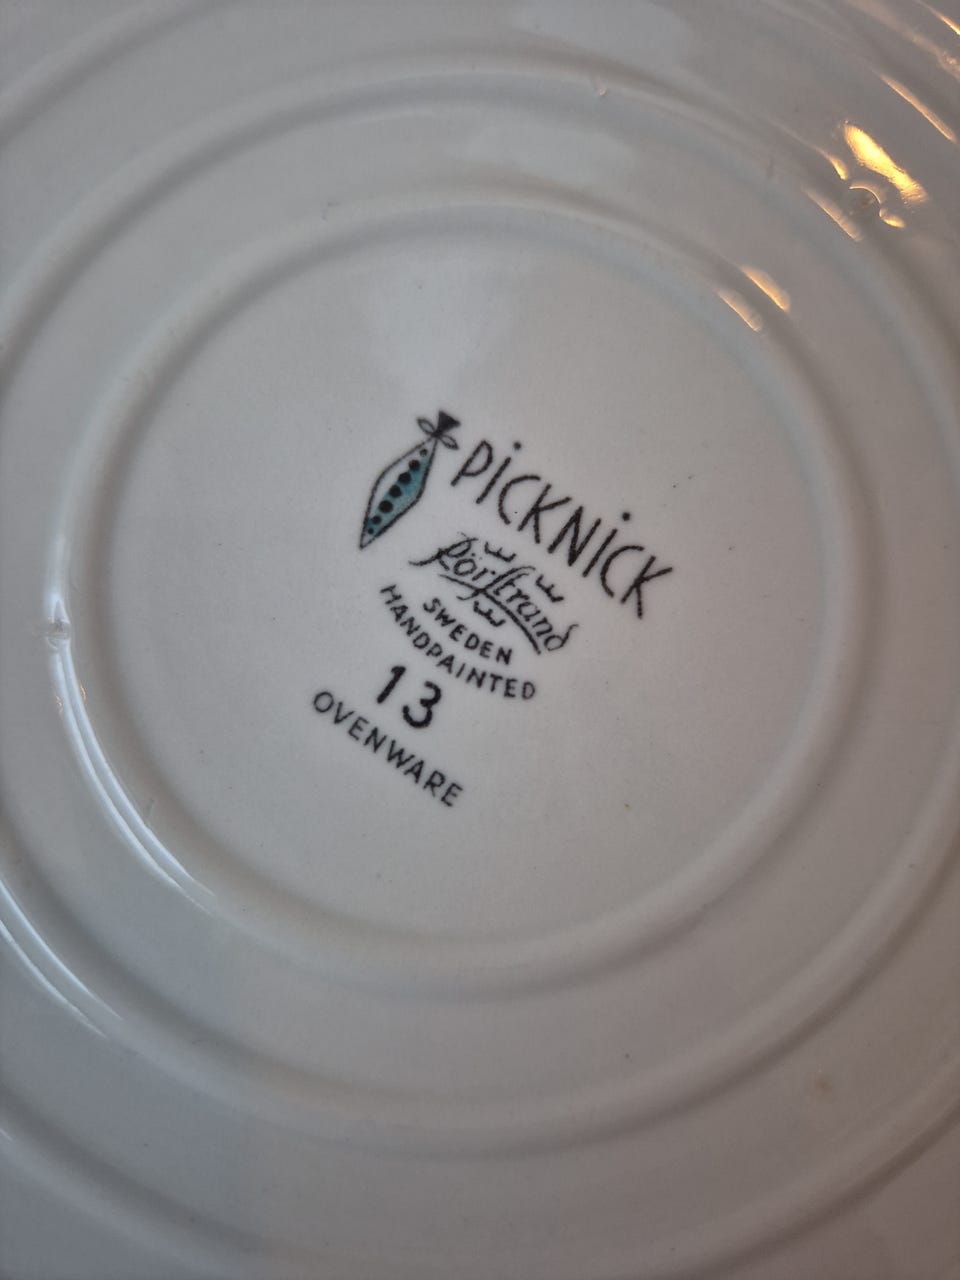 PiCKNiCK
Rörstrand
SWEDEN
HANDPAINTED
13
OVENWARE